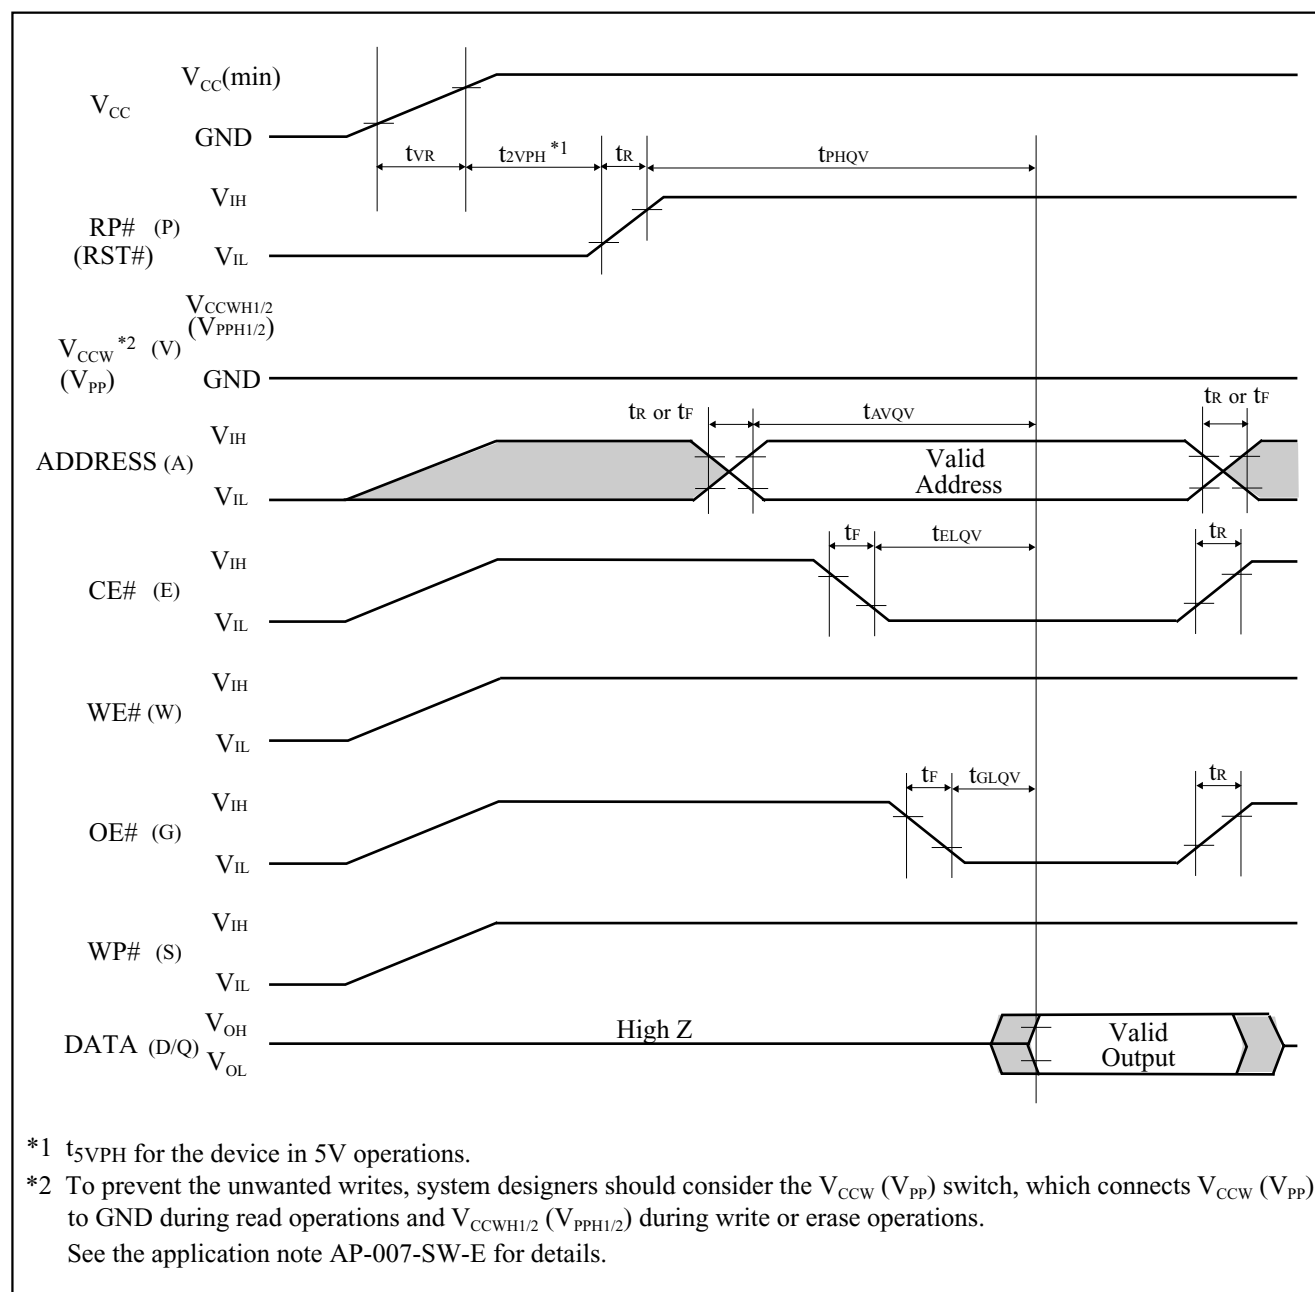 VCC(min)
VCC
GND
tVR
t2VPH *1
tR
tPHQV
VIH
RP# (P)
(RST#)
VIL
VCCWH1/2
(VPPH1/2)
VCCW *2 (V)
(VPP)
GND
tR or tF
tAVQV
tR or tF
VIH
ADDRESS (A)
Valid
Address
VIL
tF
tELQV
tR
VIH
CE# (E)
VIL
VIH
WE# (W)
VIL
tF
tGLQV
tR
VIH
OE# (G)
VIL
VIH
WP# (S)
VIL
VOH
High Z
Valid
DATA (D/Q)
Output
VOL
*1 t5VPH for the device in 5V operations.
*2 To prevent the unwanted writes, system designers should consider the VCCW (VPP) switch, which connects VCCW (VPP)
to GND during read operations and VCCWH1/2 (VPPH1/2) during write or erase operations.
See the application note AP-007-SW-E for details.